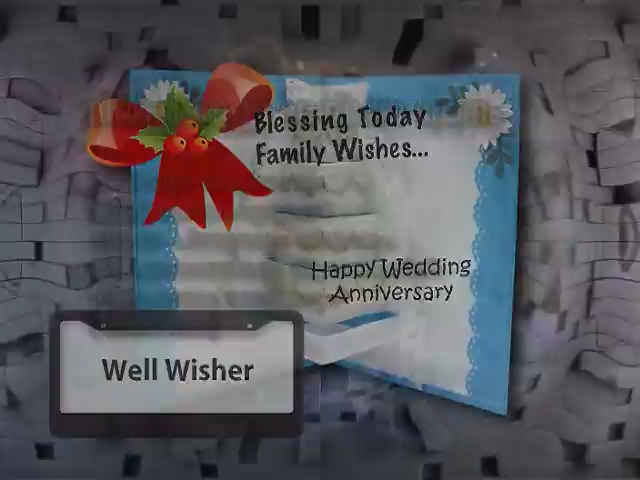 Blessing Today
Family Wishes...
Happy Wedding
Anniversary
Well Wisher